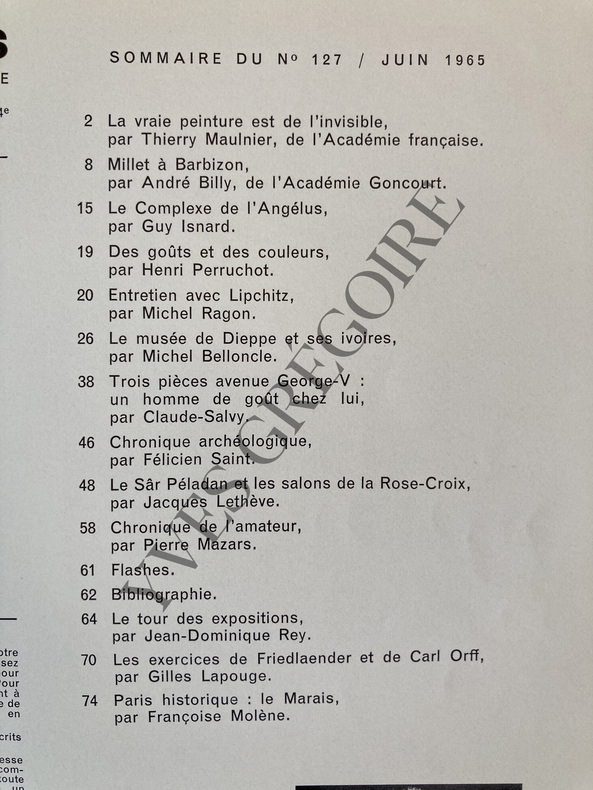 SOMMAIRE DU Nº 127 / JUIN 1965
2 La vraie peinture est de l'invisible,
par Thierry Maulnier, de l'Académie française.
8 Millet à Barbizon,
par André Billy, de l'Académie Goncourt.
15 Le Complexe de l'Angélus,
par Guy Isnard.
19 Des goûts et des couleurs,
par Henri Perruchot.
20 Entretien avec Lipchitz,
par Michel Ragon.
26 Le musée de Dieppe et ses ivoires,
par Michel Belloncle.
38 Trois pièces avenue George-V :
un homme de goût chez lui,
par Claude-Salvy.
46 Chronique archéologique,
par Félicien Saint.
48 Le Sâr Péladan et les salons de la Rose-Croix,
par Jacques Lethève.
58 Chronique de l'amateur,
par Pierre Mazars.
61 Flashes.
62 Bibliographie.
64 Le tour des expositions,
par Jean-Dominique Rey.
70 Les exercices de Friedlaender et de Carl Orff,
par Gilles Lapouge.
74 Paris historique : le Marais,
par Françoise Molène.
YVES GRÉGOIRE